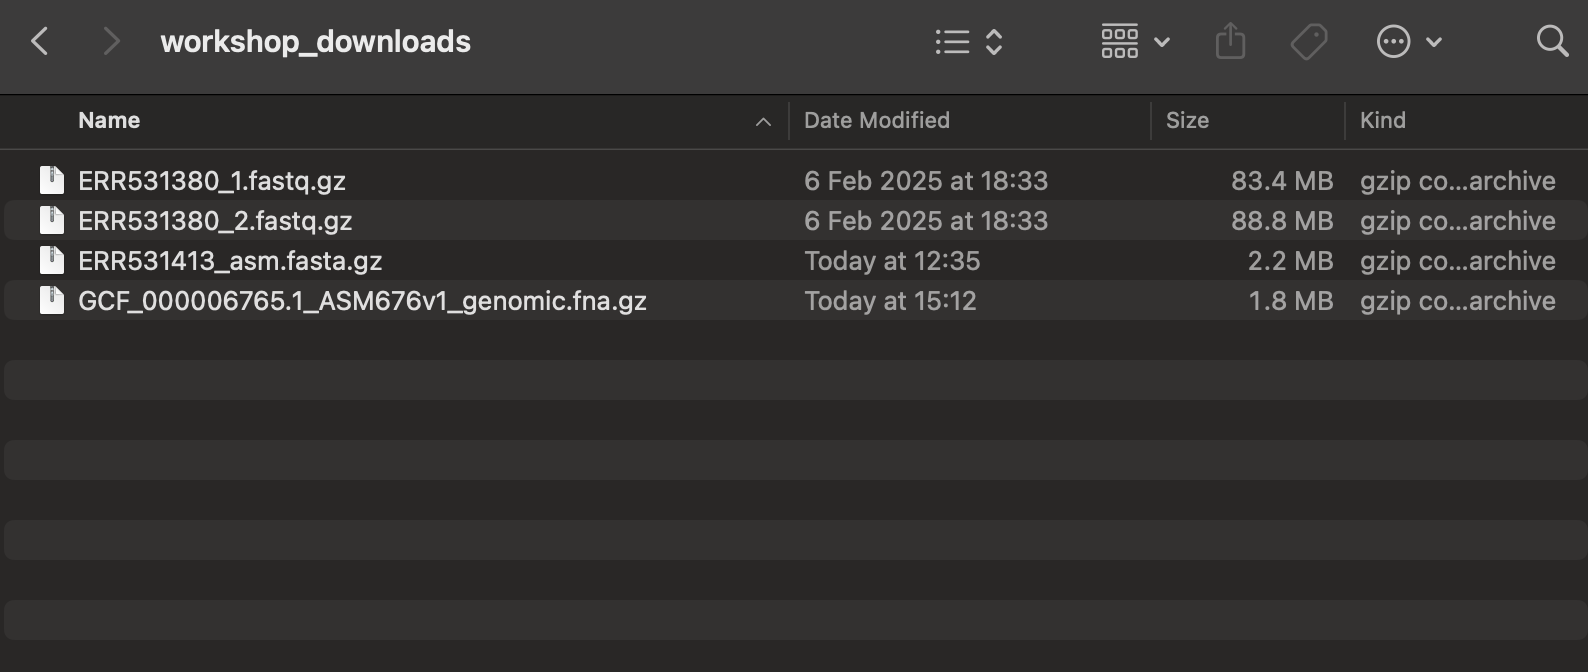 workshop_downloads
Name Date Modified Size Kind
ERR531380_1.fastq.gz 6 Feb 2025 at 18:33 83.4 MB gzip co...archive
ERR531380_2.fastq.gz 6 Feb 2025 at 18:33 88.8 MB gzip co...archive
ERR531413_asm.fasta.gz Today at 12:35 2.2 MB gzip co...archive
GCF_000006765.1_ASM676v1_genomic.fna.gz Today at 15:12 1.8 MB gzip co...archive